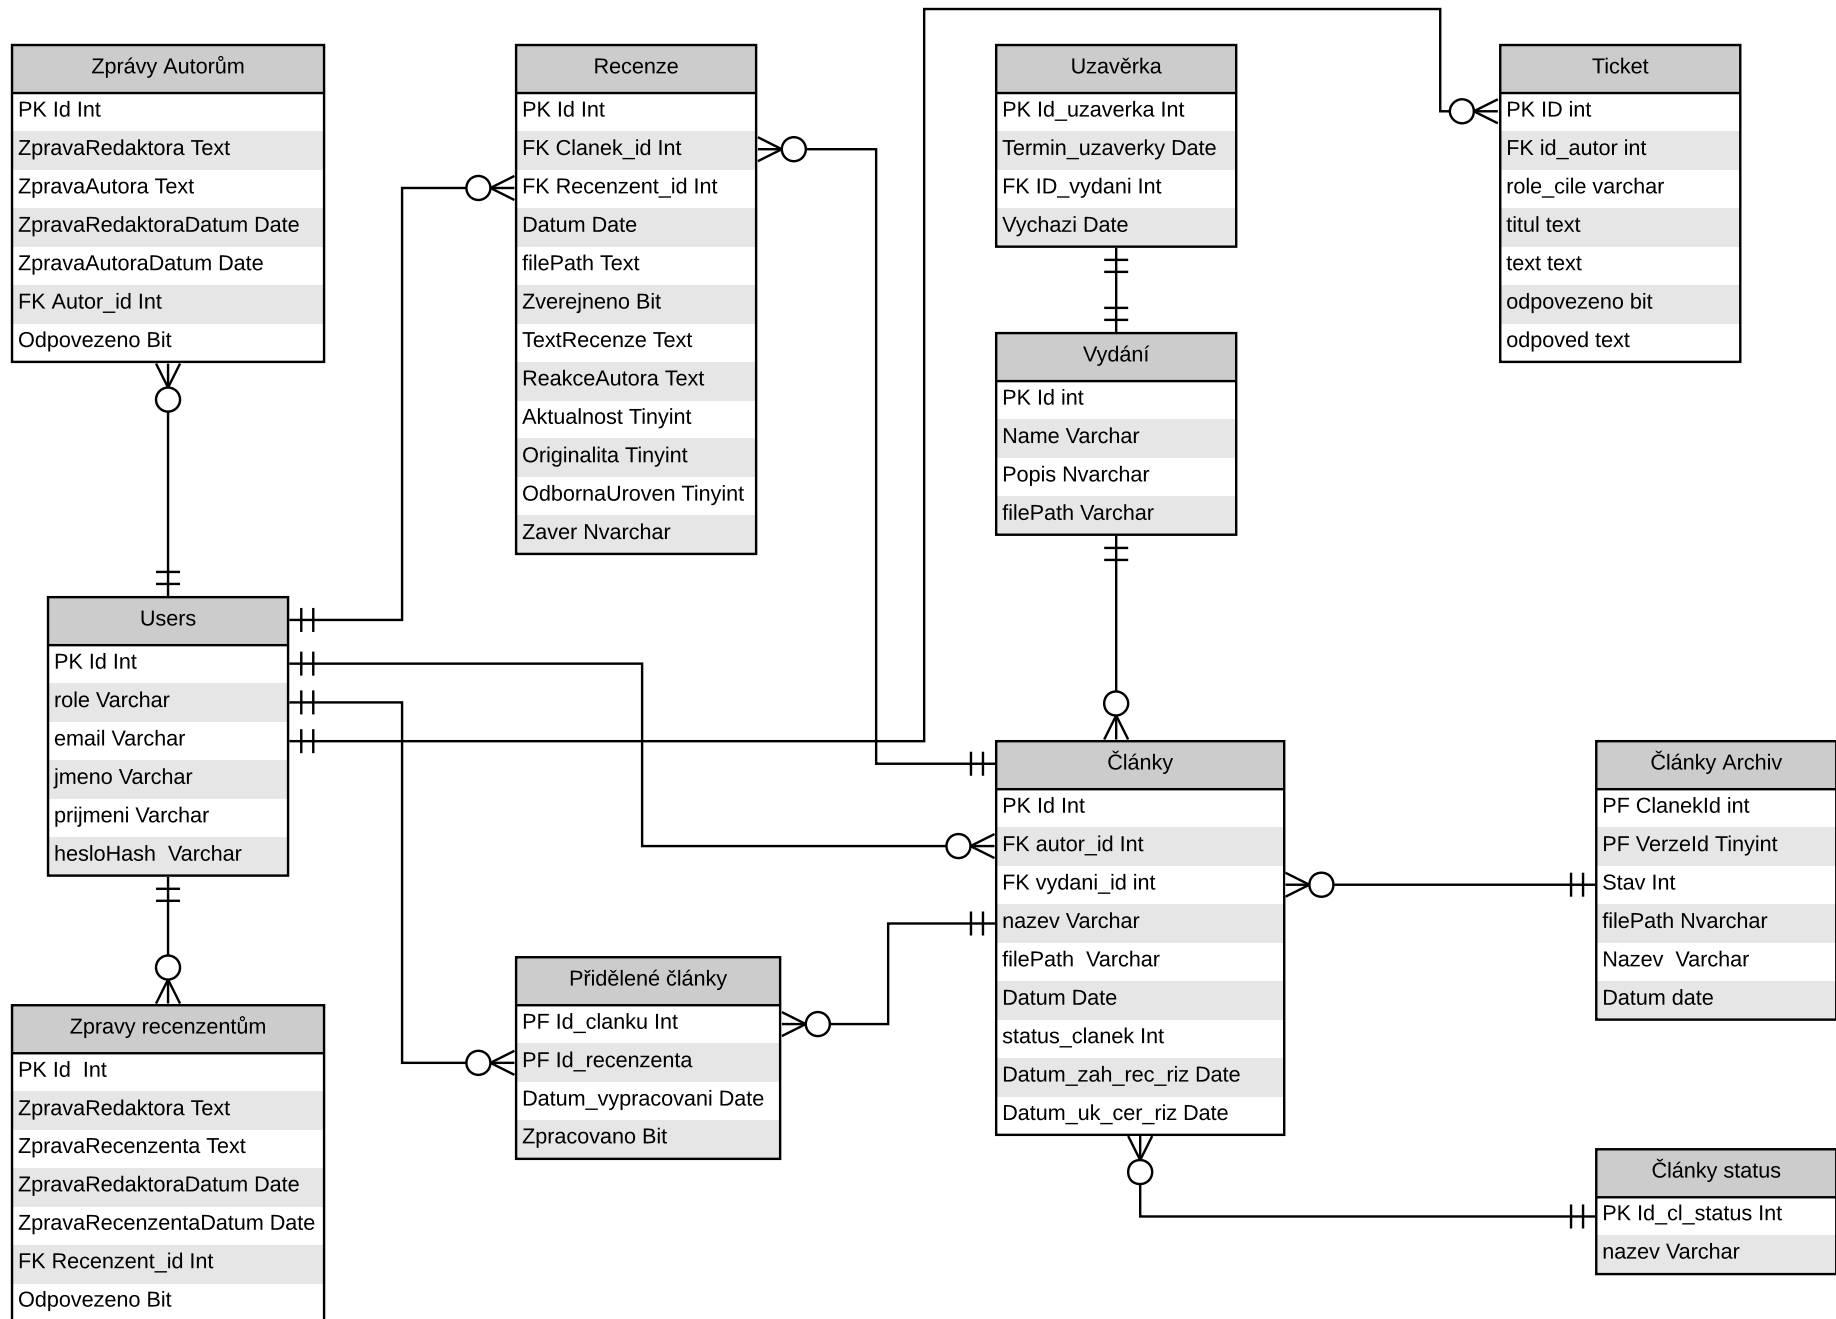 Zprávy Autorům
PK Id Int
ZpravaRedaktora Text
ZpravaAutora Text
ZpravaRedaktoraDatum Date
ZpravaAutoraDatum Date
FK Autor_id Int
Odpovezeno Bit
Recenze
PK Id Int
FK Clanek_id Int
FK Recenzent_id Int
Datum Date
filePath Text
Zverejneno Bit
TextRecenze Text
ReakceAutora Text
Aktualnost Tinyint
Originalita Tinyint
OdbornaUroven Tinyint
Zaver Nvarchar
Uzavěrka
PK Id_uzaverka Int
Termin_uzaverky Date
FK ID_vydani Int
Vychazi Date
Ticket
PK ID int
FK id_autor int
role_cile varchar
titul text
text text
odpovezeno bit
odpoved text
Vydání
PK Id int
Name Varchar
Popis Nvarchar
filePath Varchar
Users
PK Id Int
role Varchar
email Varchar
jmeno Varchar
prijmeni Varchar
hesloHash  Varchar
Články
PK Id Int
FK autor_id Int
FK vydani_id int
nazev Varchar
filePath  Varchar
Datum Date
status_clanek Int
Datum_zah_rec_riz Date
Datum_uk_cer_riz Date
Články Archiv
PF ClanekId int
PF VerzeId Tinyint
Stav Int
filePath Nvarchar
Nazev  Varchar
Datum date
Přidělené články
PF Id_clanku Int
PF Id_recenzenta
Datum_vypracovani Date
Zpracovano Bit
Zpravy recenzentům
PK Id  Int
ZpravaRedaktora Text
ZpravaRecenzenta Text
ZpravaRedaktoraDatum Date
ZpravaRecenzentaDatum Date
FK Recenzent_id Int
Odpovezeno Bit
Články status
PK Id_cl_status Int
nazev Varchar